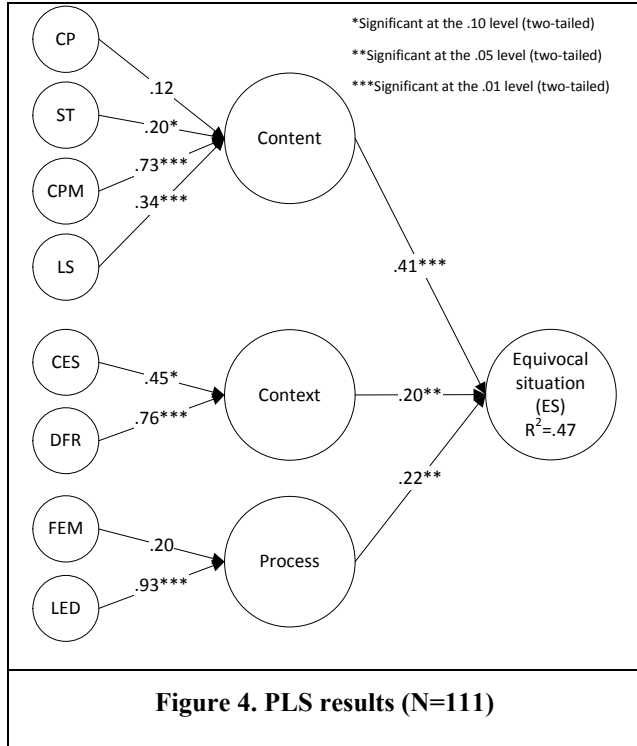 CP
*Significant at the .10 level (two-tailed)
**Significant at the .05 level (two-tailed)
***Significant at the .01 level (two-tailed)
.12
ST
.20*
Content
CPM
.73***
.34***
LS
.41***
CES
.45*
Context
.20**
Equivocal
situation
(ES)
R²=.47
DFR
.76***
.22**
FEM
.20
Process
LED
.93***
Figure 4. PLS results (N=111)